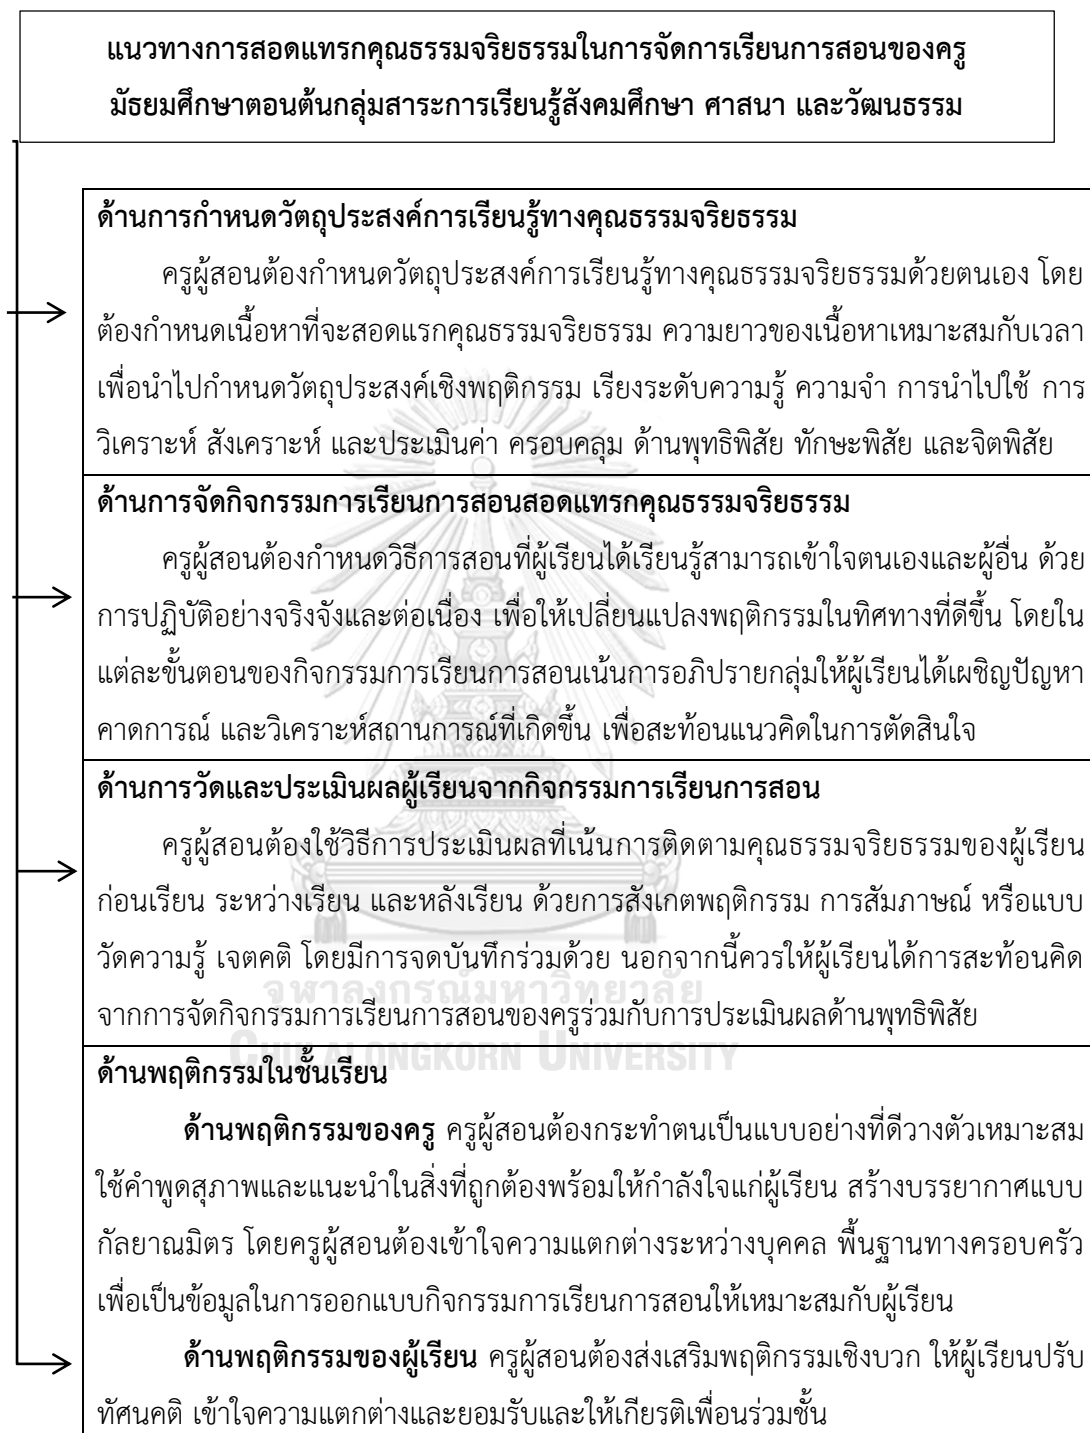 แนวทางการสอดแทรกคุณธรรมจริยธรรมในการจัดการเรียนการสอนของครู
มัธยมศึกษาตอนต้นกลุ่มสาระการเรียนรู้สังคมศึกษา ศาสนา และวัฒนธรรม
ด้านการกำหนดวัตถุประสงค์การเรียนรู้ทางคุณธรรมจริยธรรม
ครูผู้สอนต้องกำหนดวัตถุประสงค์การเรียนรู้ทางคุณธรรมจริยธรรมด้วยตนเอง โดย
ต้องกำหนดเนื้อหาที่จะสอดแรกคุณธรรมจริยธรรม ความยาวของเนื้อหาเหมาะสมกับเวลา
เพื่อนำไปกำหนดวัตถุประสงค์เชิงพฤติกรรม เรียงระดับความรู้ ความจำ การนำไปใช้ การ
วิเคราะห์ สังเคราะห์ และประเมินค่า ครอบคลุม ด้านพุทธิพิสัย ทักษะพิสัย และจิตพิสัย
ด้านการจัดกิจกรรมการเรียนการสอนสอดแทรกคุณธรรมจริยธรรม
ครูผู้สอนต้องกำหนดวิธีการสอนที่ผู้เรียนได้เรียนรู้สามารถเข้าใจตนเองและผู้อื่น ด้วย
การปฏิบัติอย่างจริงจังและต่อเนื่อง เพื่อให้เปลี่ยนแปลงพฤติกรรมในทิศทางที่ดีขึ้น โดยใน
แต่ละขั้นตอนของกิจกรรมการเรียนการสอนเน้นการอภิปรายกลุ่มให้ผู้เรียนได้เผชิญปัญหา
คาดการณ์ และวิเคราะห์สถานการณ์ที่เกิดขึ้น เพื่อสะท้อนแนวคิดในการตัดสินใจ
ด้านการวัดและประเมินผลผู้เรียนจากกิจกรรมการเรียนการสอน
ครูผู้สอนต้องใช้วิธีการประเมินผลที่เน้นการติดตามคุณธรรมจริยธรรมของผู้เรียน
ก่อนเรียน ระหว่างเรียน และหลังเรียน ด้วยการสังเกตพฤติกรรม การสัมภาษณ์ หรือแบบ
วัดความรู้ เจตคติ โดยมีการจดบันทึกร่วมด้วย นอกจากนี้ควรให้ผู้เรียนได้การสะท้อนคิด
จุฬาลงกรณ์มหาวิทยาลัย
จากการจัดกิจกรรมการเรียนการสอนของครูร่วมกับการประเมินผลด้านพุทธิพิสัย
CHULALONGKORN UNIVERSITY
ด้านพฤติกรรมในชั้นเรียน
ด้านพฤติกรรมของครู ครูผู้สอนต้องกระทำตนเป็นแบบอย่างที่ดีวางตัวเหมาะสม
ใช้คำพูดสุภาพและแนะนำในสิ่งที่ถูกต้องพร้อมให้กำลังใจแก่ผู้เรียน สร้างบรรยากาศแบบ
กัลยาณมิตร โดยครูผู้สอนต้องเข้าใจความแตกต่างระหว่างบุคคล พื้นฐานทางครอบครัว
เพื่อเป็นข้อมูลในการออกแบบกิจกรรมการเรียนการสอนให้เหมาะสมกับผู้เรียน
ด้านพฤติกรรมของผู้เรียน ครูผู้สอนต้องส่งเสริมพฤติกรรมเชิงบวก ให้ผู้เรียนปรับ
ทัศนคติ เข้าใจความแตกต่างและยอมรับและให้เกียรติเพื่อนร่วมชั้น